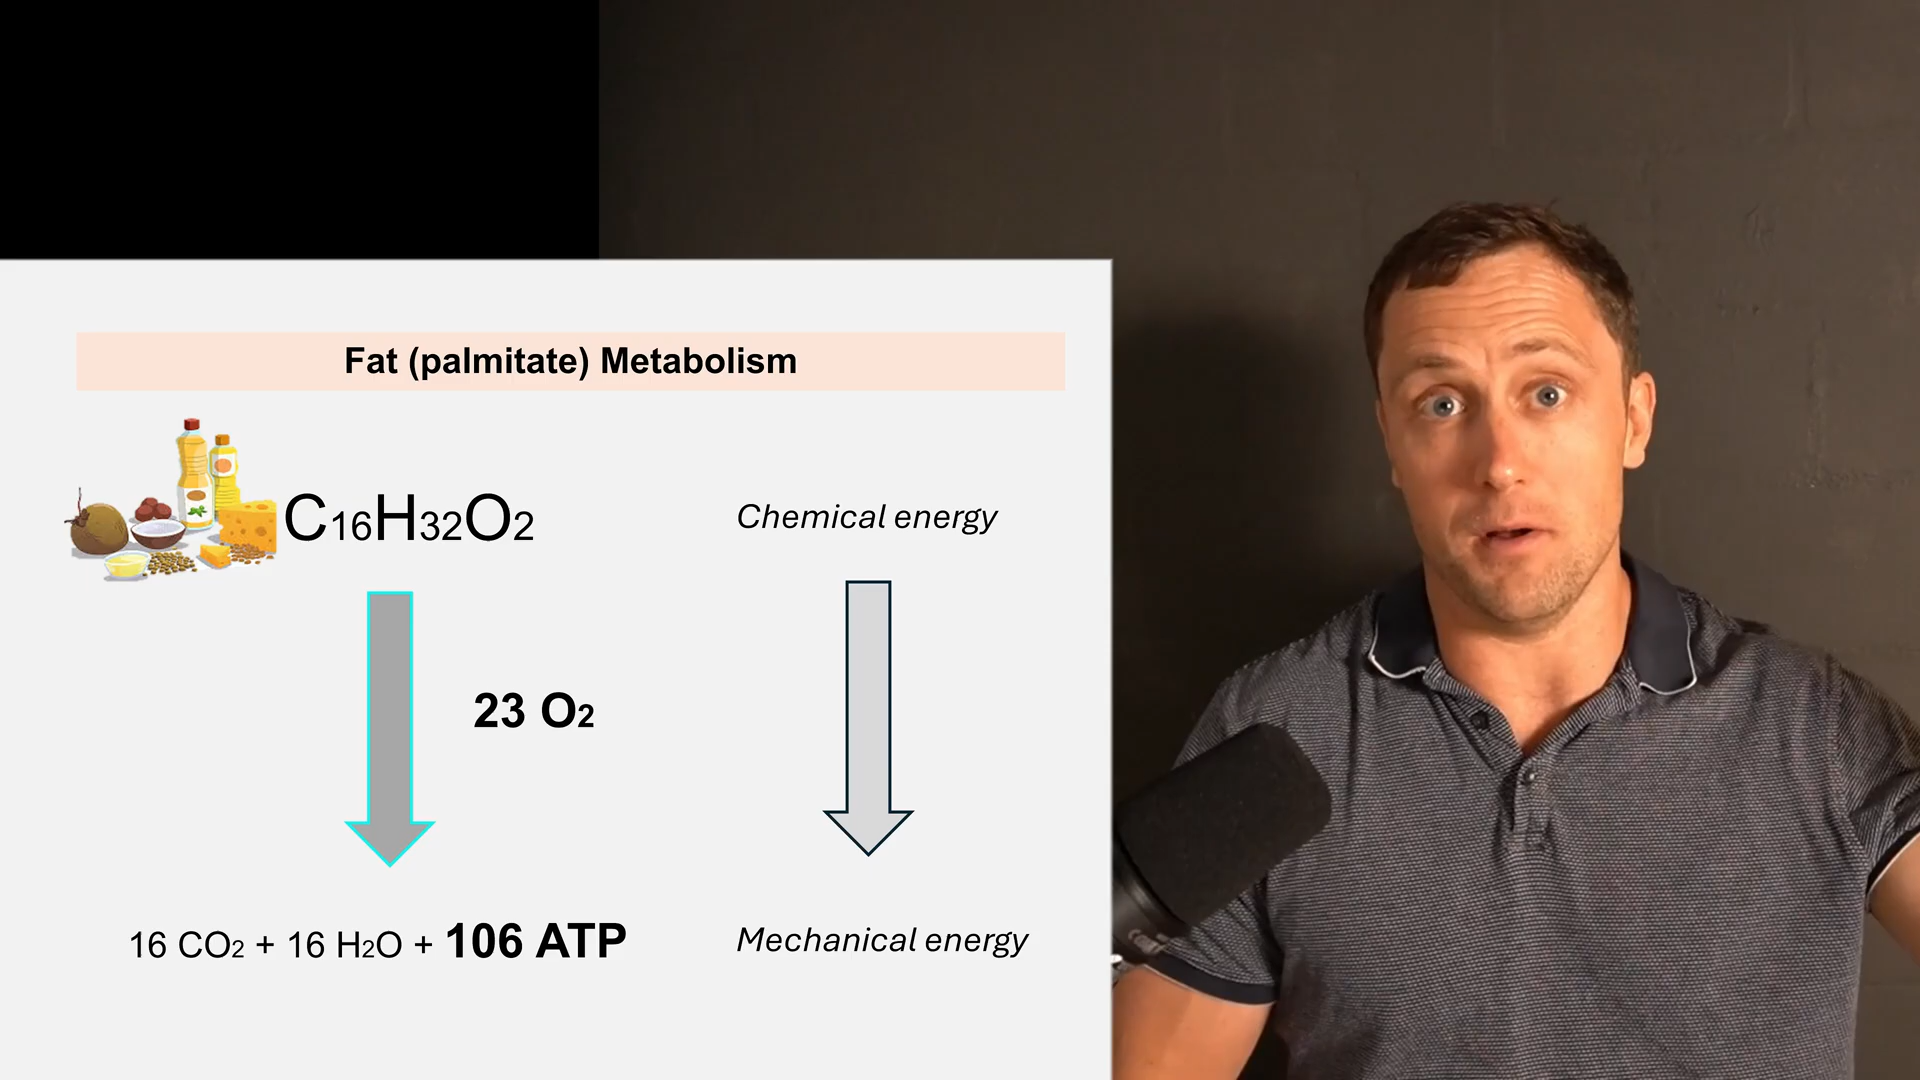 Fat (palmitate) Metabolism
C16H32O2
Chemical energy
23 O2
16 CO2 + 16 H2O + 106 ATP
Mechanical energy